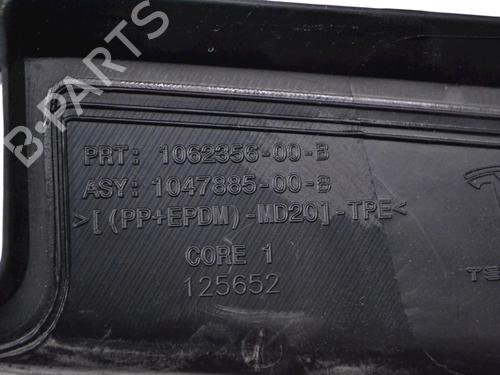 B-PARTS
PRT: 1062356-00-B
ASY: 1047885-00-B
>[(PP+EPDM)-MD20]-TPE<
CORE 1
125652